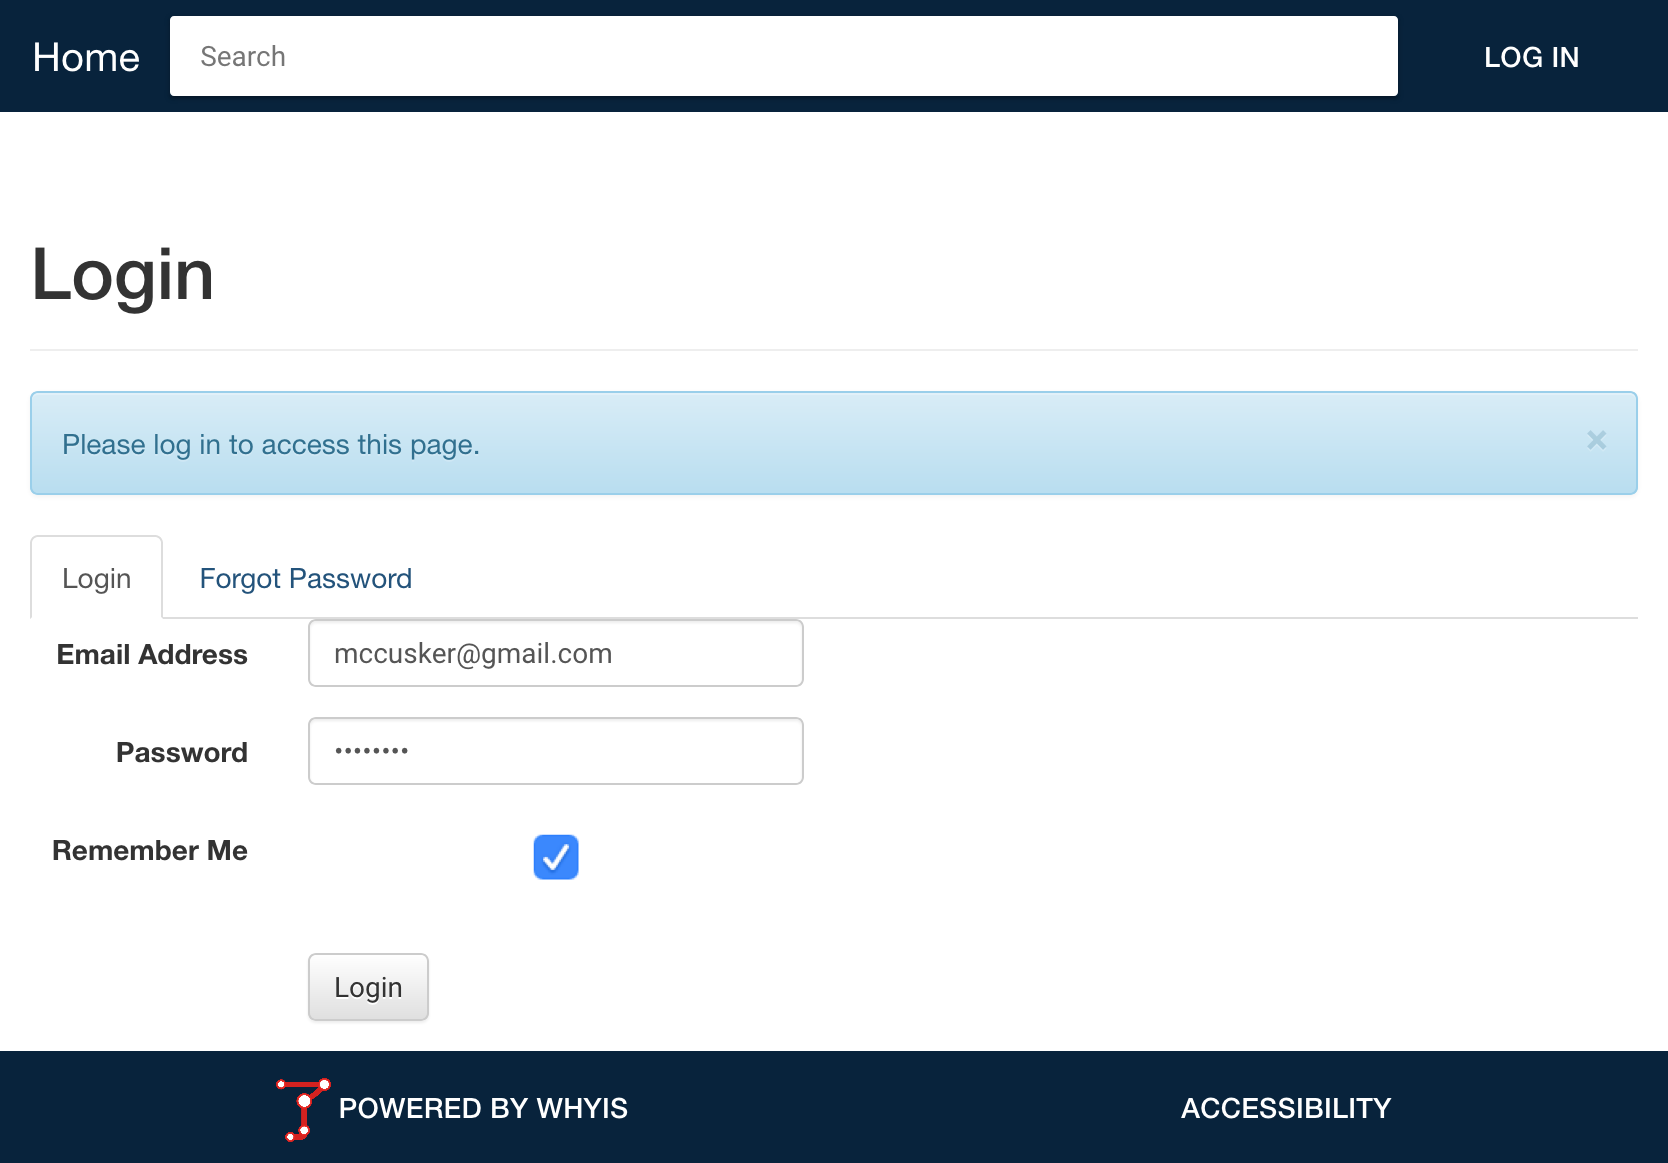 Home
Search
LOG IN
Login
Please log in to access this page.
×
Login
Forgot Password
Email Address
mccusker@gmail.com
Password
••••••••
Remember Me
Login
POWERED BY WHYIS
ACCESSIBILITY